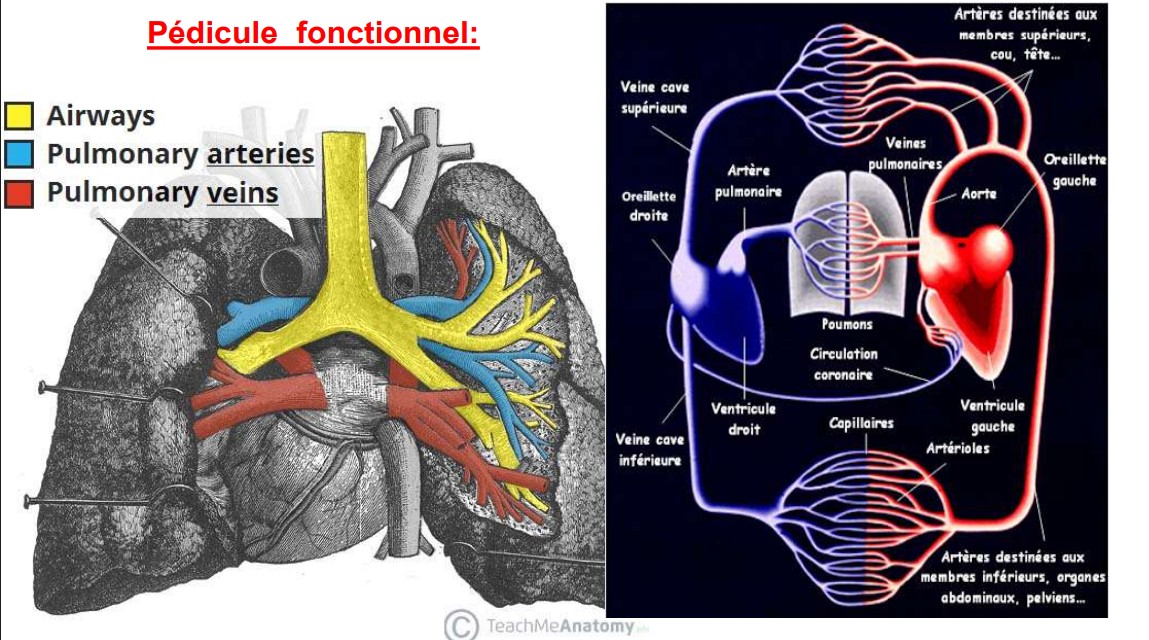 Pédicule fonctionnel:
Airways
Pulmonary arteries
Pulmonary veins
Artères destinées aux
membres supérieurs,
cou, tête...
Veine cave
supérieure
Veines
pulmonaires
Oreillette
gauche
Artère
pulmonaire
Aorte
Oreillette
droite
Poumons
Circulation
coronaire
Ventricule
droit
Ventricule
gauche
Capillaires
Veine cave
inférieure
Artérioles
Artères destinées aux
membres inférieurs, organes
abdominaux, pelviens...
© TeachMeAnatomy